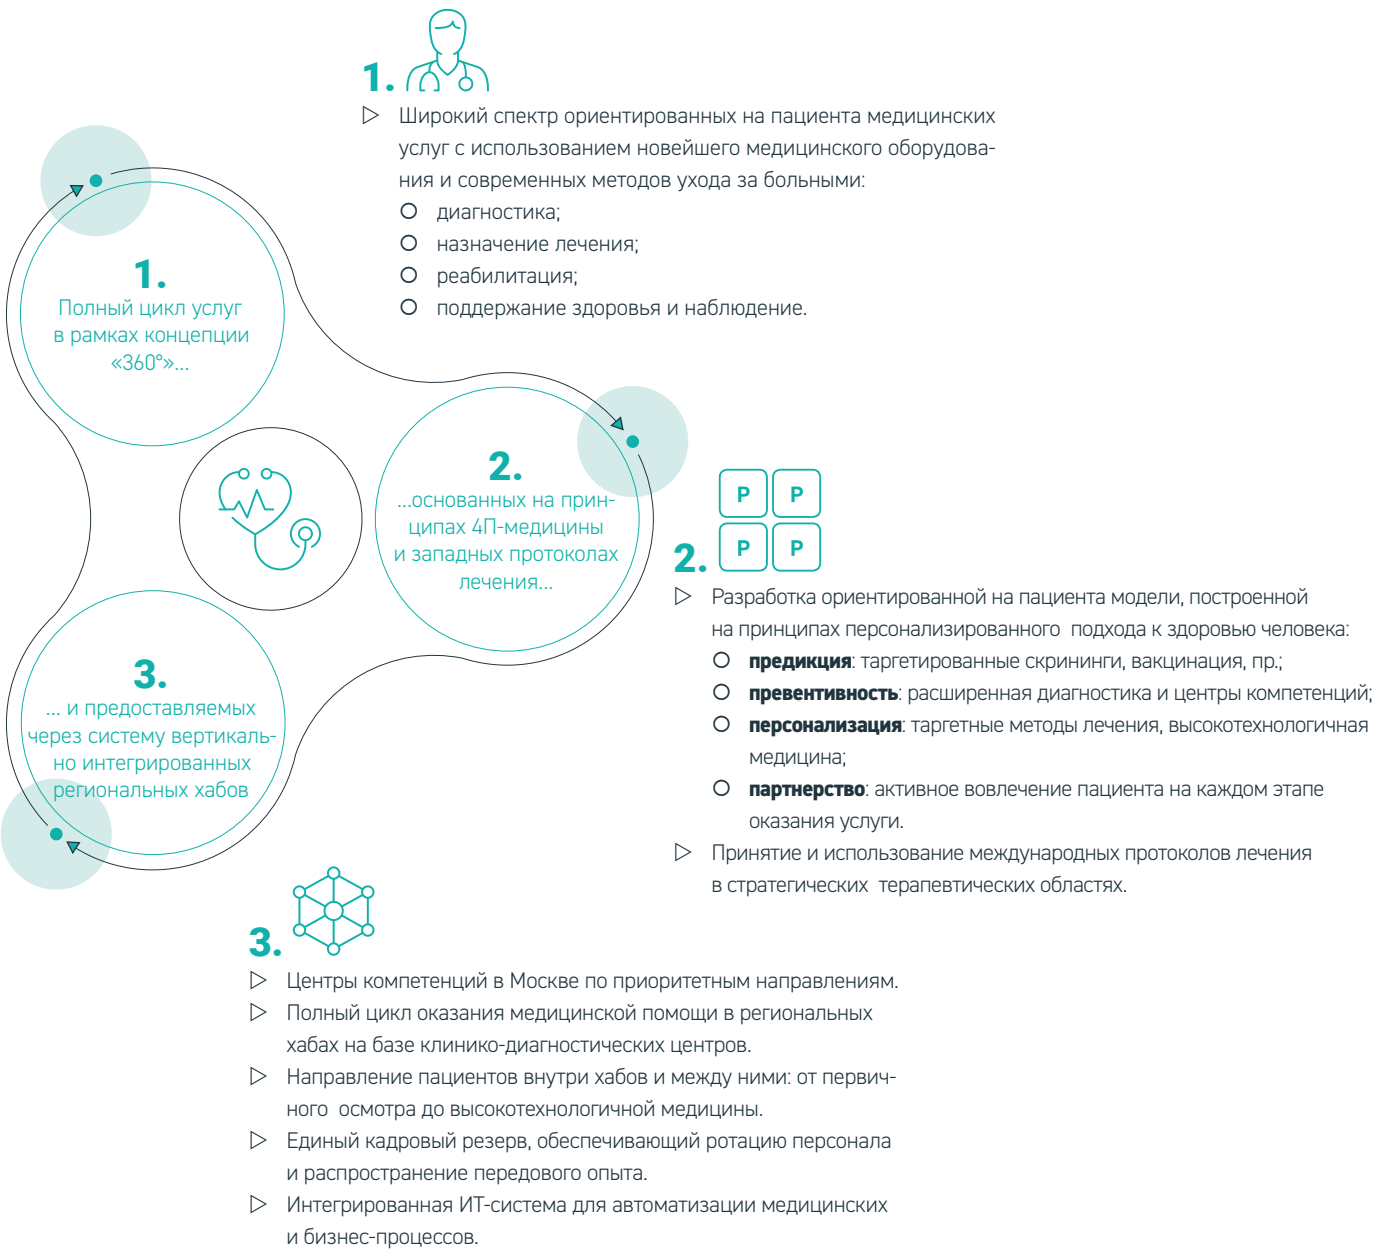 1.
Широкий спектр ориентированных на пациента медицинских
услуг с использованием новейшего медицинского оборудова-
ния и современных методов ухода за больными:
диагностика;
назначение лечения;
реабилитация;
поддержание здоровья и наблюдение.
1.
Полный цикл услуг
в рамках концепции
«360°»...
2.
...основанных на прин-
ципах 4П-медицины
и западных протоколах
лечения...
3.
... и предоставляемых
через систему вертикаль-
но интегрированных
региональных хабов
P P
P P
2.
Разработка ориентированной на пациента модели, построенной
на принципах персонализированного подхода к здоровью человека:
предикция: таргетированные скрининги, вакцинация, пр.;
превентивность: расширенная диагностика и центры компетенций;
персонализация: таргетные методы лечения, высокотехнологичная
медицина;
партнерство: активное вовлечение пациента на каждом этапе
оказания услуги.
Принятие и использование международных протоколов лечения
в стратегических терапевтических областях.
3.
Центры компетенций в Москве по приоритетным направлениям.
Полный цикл оказания медицинской помощи в региональных
хабах на базе клинико-диагностических центров.
Направление пациентов внутри хабов и между ними: от первич-
ного осмотра до высокотехнологичной медицины.
Единый кадровый резерв, обеспечивающий ротацию персонала
и распространение передового опыта.
Интегрированная ИТ-система для автоматизации медицинских
и бизнес-процессов.